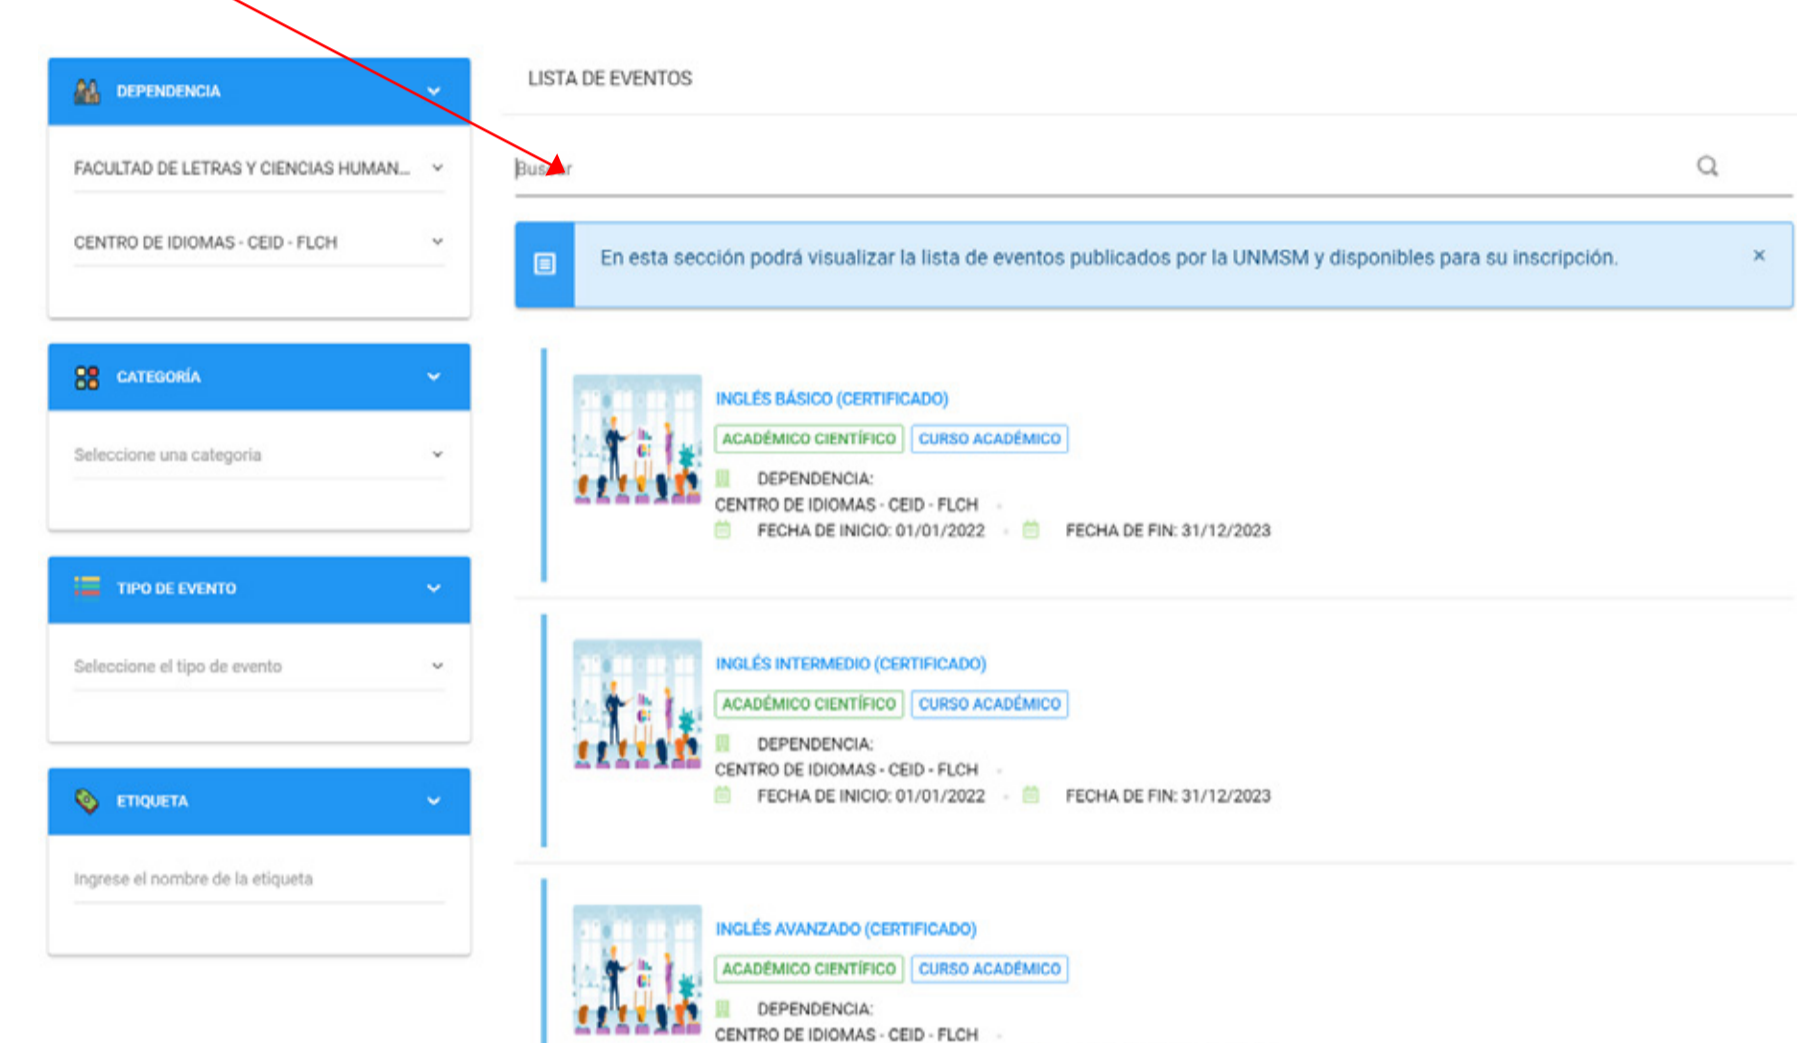 DEPENDENCIA
FACULTAD DE LETRAS Y CIENCIAS HUMAN...
CENTRO DE IDIOMAS - CEID - FLCH
CATEGORÍA
Seleccione una categoria
TIPO DE EVENTO
Seleccione el tipo de evento
ETIQUETA
Ingrese el nombre de la etiqueta
LISTA DE EVENTOS
Buscar
En esta sección podrá visualizar la lista de eventos publicados por la UNMSM y disponibles para su inscripción.
INGLÉS BÁSICO (CERTIFICADO)
ACADÉMICO CIENTÍFICO CURSO ACADÉMICO
DEPENDENCIA:
CENTRO DE IDIOMAS - CEID - FLCH
FECHA DE INICIO: 01/01/2022 FECHA DE FIN: 31/12/2023
INGLÉS INTERMEDIO (CERTIFICADO)
ACADÉMICO CIENTÍFICO CURSO ACADÉMICO
DEPENDENCIA:
CENTRO DE IDIOMAS - CEID - FLCH
FECHA DE INICIO: 01/01/2022 FECHA DE FIN: 31/12/2023
INGLÉS AVANZADO (CERTIFICADO)
ACADÉMICO CIENTÍFICO CURSO ACADÉMICO
DEPENDENCIA:
CENTRO DE IDIOMAS - CEID - FLCH